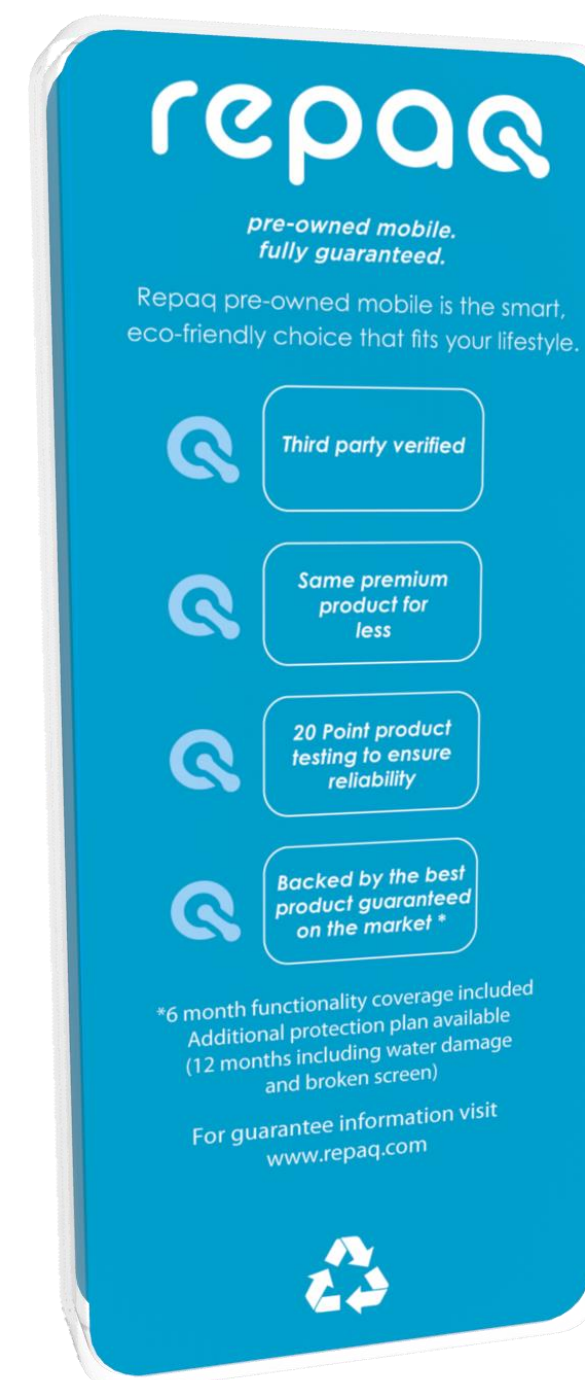 repaq
pre-owned mobile.
fully guaranteed.
Repaq pre-owned mobile is the smart,
eco-friendly choice that fits your lifestyle.
Third party verified
Same premium
product for
less
20 Point product
testing to ensure
reliability
Backed by the best
product guaranteed
on the market *
*6 month functionality coverage included
Additional protection plan available
(12 months including water damage
and broken screen)
For guarantee information visit
www.repaq.com